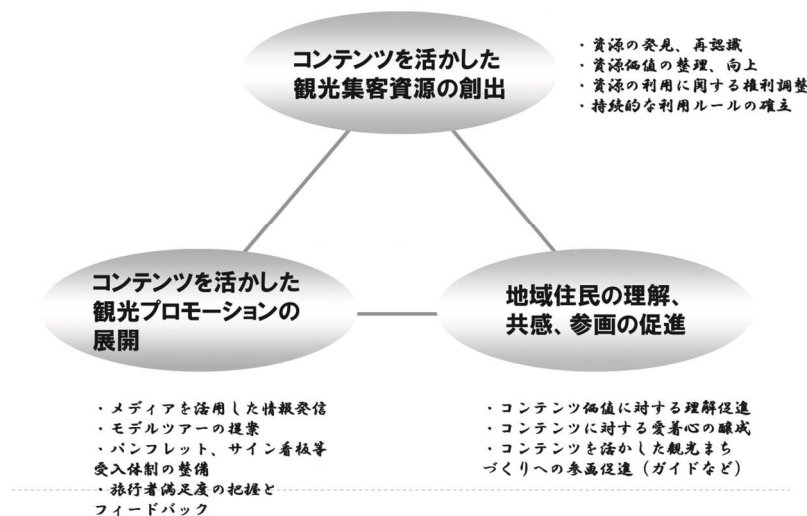 コンテンツを活かした
観光集客資源の創出
・資源の発見、再認識
・資源価値の整理、向上
・資源の利用に関する権利調整
・持続的な利用ルールの確立
コンテンツを活かした
観光プロモーションの
展開
地域住民の理解、
共感、参画の促進
・メディアを活用した情報発信
・モデルツアーの提案
・パンフレット、サイン看板等
受入体制の整備
・旅行者満足度の把握と
フィードバック
・コンテンツ価値に対する理解促進
・コンテンツに対する愛着心の醸成
・コンテンツを活かした観光まち
づくりへの参画促進（ガイドなど）